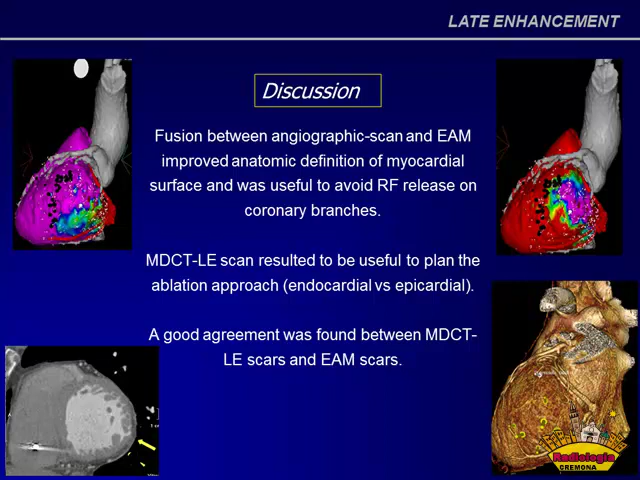 LATE ENHANCEMENT
Discussion
Fusion between angiographic-scan and EAM
improved anatomic definition of myocardial
surface and was useful to avoid RF release on
coronary branches.
MDCT-LE scan resulted to be useful to plan the
ablation approach (endocardial vs epicardial).
A good agreement was found between MDCT-
LE scars and EAM scars.
Radiologia
CREMONA